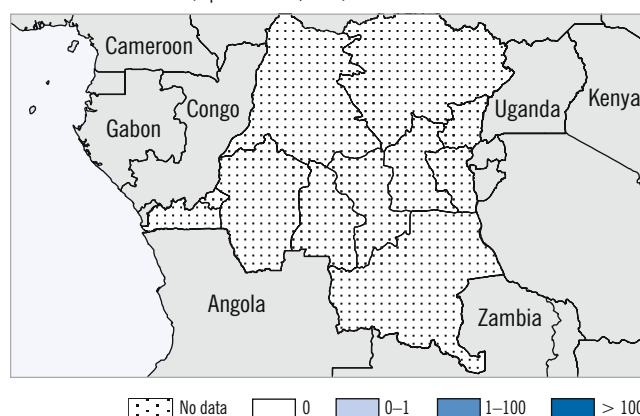 Cameroon
Congo
Uganda
Kenya
Gabon
Angola
Zambia
No data 0 0–1 1–100 > 100